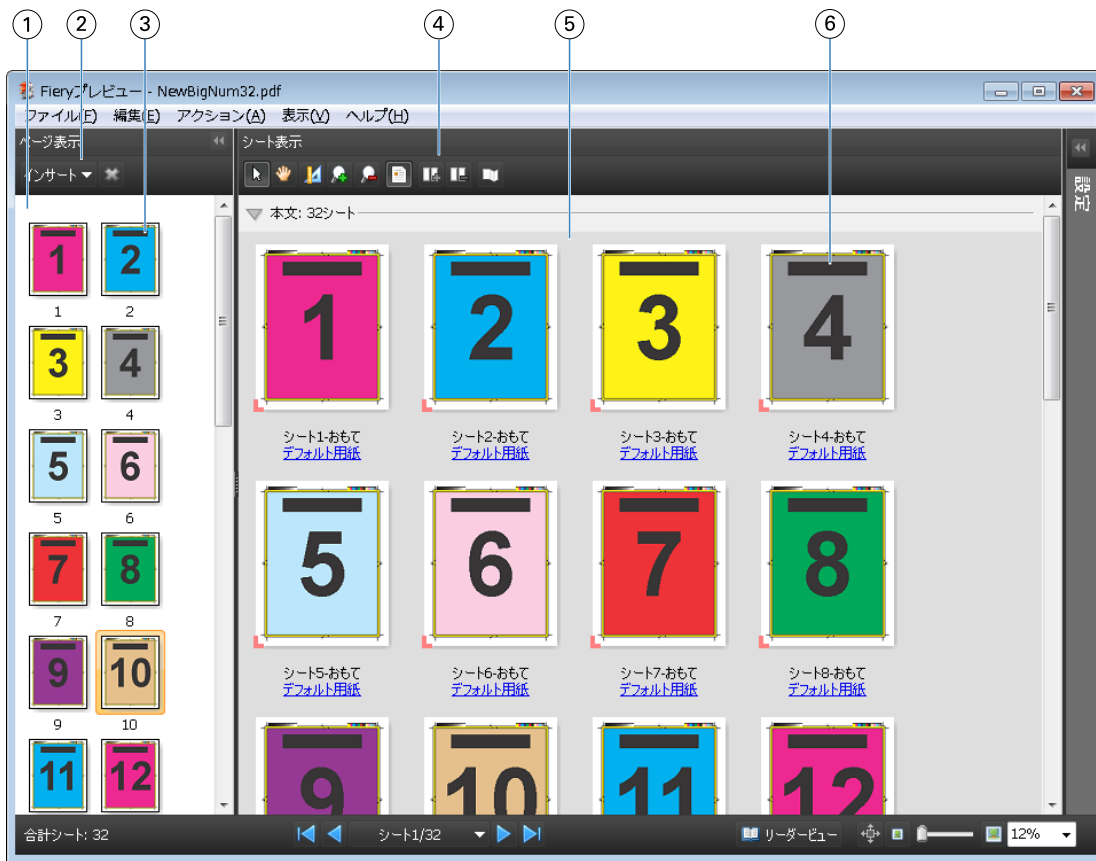 1 2 3 4 5 6
Fieryプレビュー - NewBigNum32.pdf
ファイル(F) 編集(E) アクション(A) 表示(V) ヘルプ(H)
ページ表示 シート表示
インサート
設定
本文: 32シート
1 2
1 2
3 4
3 4
5 6
5 6
7 8
7 8
9 10
9 10
11 12
1 2 3 4
シート1-おもて シート2-おもて シート3-おもて シート4-おもて
デフォルト用紙 デフォルト用紙 デフォルト用紙 デフォルト用紙
5 6 7 8
シート5-おもて シート6-おもて シート7-おもて シート8-おもて
デフォルト用紙 デフォルト用紙 デフォルト用紙 デフォルト用紙
9 10 11 12
合計シート: 32 シート1/32 リーダービュー 12%